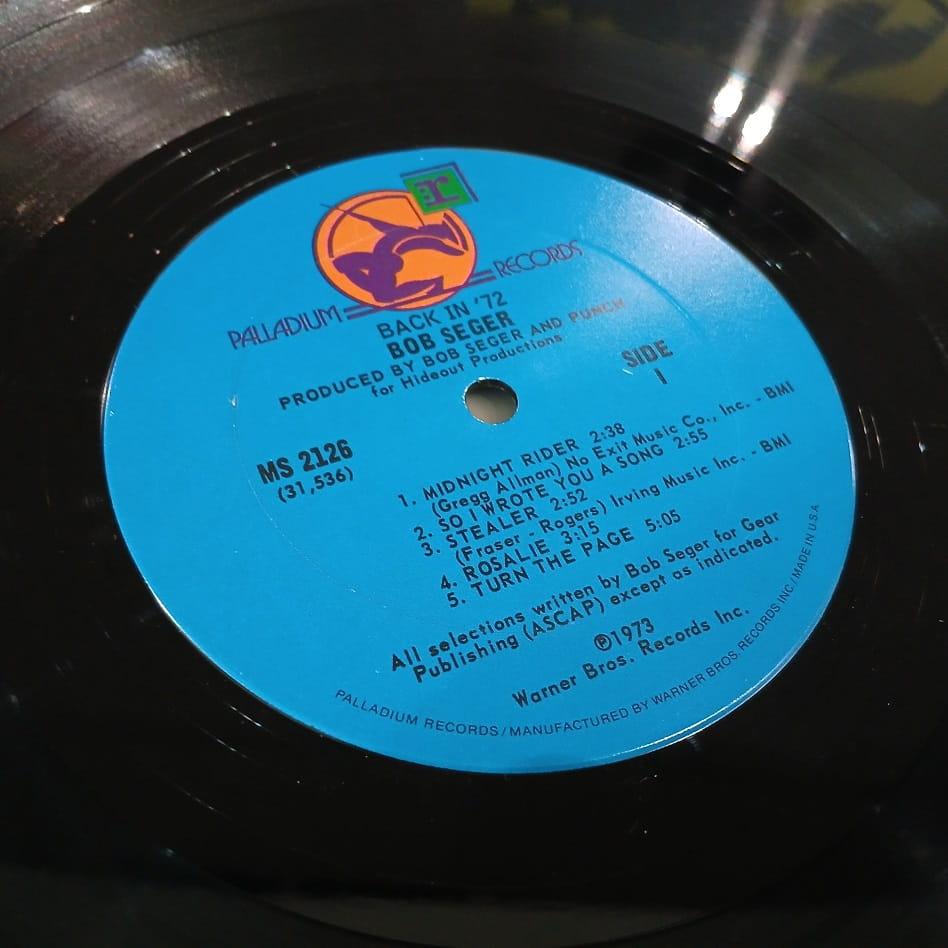 r
PALLADIUM RECORDS
BACK IN '72
BOB SEGER
PRODUCED BY BOB SEGER AND PUNCH
for Hideout Productions
SIDE
1
MS 2126
(31,536)
1. MIDNIGHT RIDER 2:38
(Gregg Allman) No Exit Music Co., Inc. - BMI
2. SO I WROTE YOU A SONG 2:55
3. STEALER 2:52
(Fraser - Rogers) Irving Music Inc. - BMI
4. ROSALIE 3:15
5. TURN THE PAGE 5:05
All selections written by Bob Seger for Gear
Publishing (ASCAP) except as indicated.
℗1973
Warner Bros. Records Inc.
PALLADIUM RECORDS / MANUFACTURED BY WARNER BROS. RECORDS INC. / MADE IN U.S.A